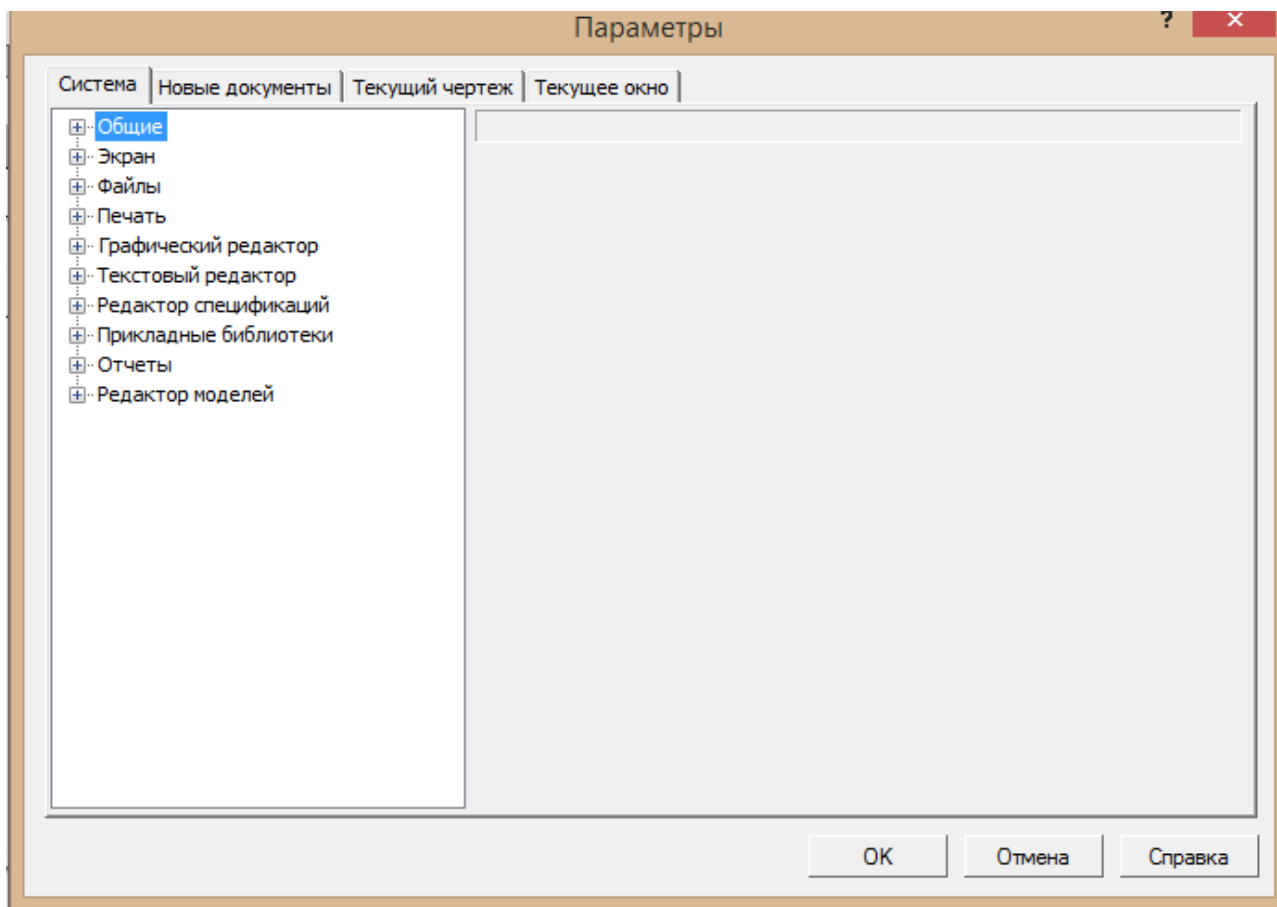 Параметры
?
×
Система Новые документы Текущий чертеж Текущее окно
Общие
Экран
Файлы
Печать
Графический редактор
Текстовый редактор
Редактор спецификаций
Прикладные библиотеки
Отчеты
Редактор моделей
OK Отмена Справка